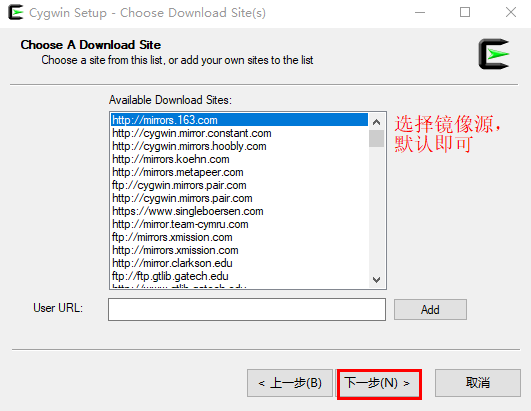 Cygwin Setup - Choose Download Site(s)
Choose A Download Site
Choose a site from this list, or add your own sites to the list
Available Download Sites:
http://mirrors.163.com
http://cygwin.mirror.constant.com
http://cygwin.mirrors.hoobly.com
http://mirrors.koehn.com
http://mirrors.metapeer.com
ftp://cygwin.mirrors.pair.com
http://cygwin.mirrors.pair.com
https://www.singleboersen.com
http://mirror.team-cymru.com
ftp://mirrors.xmission.com
http://mirrors.xmission.com
http://mirror.clarkson.edu
ftp://ftp.gtlib.gatech.edu
http://www.gtlib.gatech.edu
选择镜像源，
默认即可
User URL:
Add
< 上一步(B)
下一步(N) >
取消